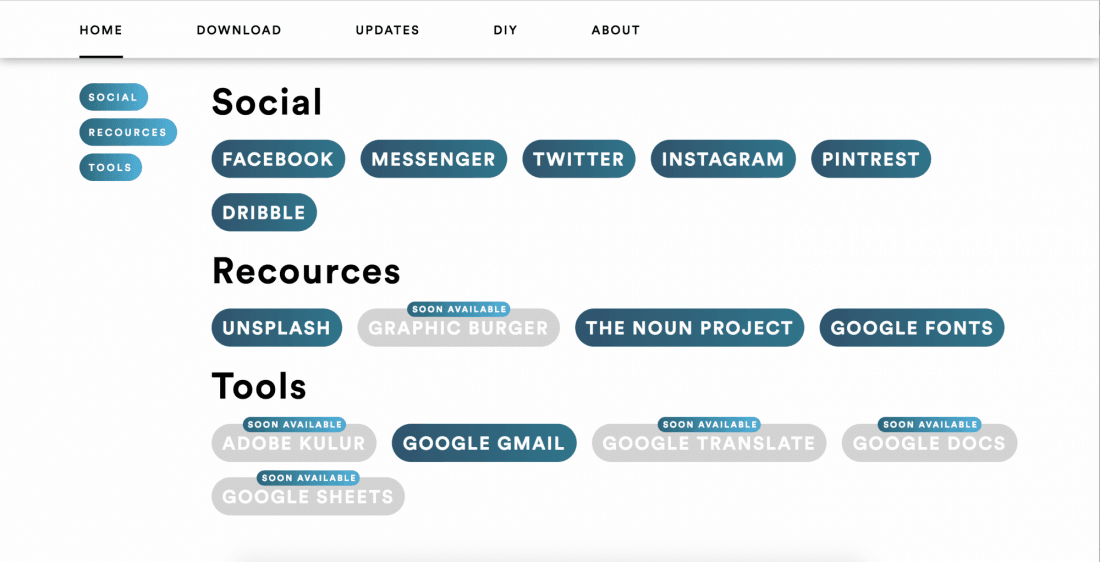 HOME DOWNLOAD UPDATES DIY ABOUT
SOCIAL
RECOURCES
TOOLS
Social
FACEBOOK MESSENGER TWITTER INSTAGRAM PINTREST
DRIBBLE
Recources
SOON AVAILABLE
UNSPLASH GRAPHIC BURGER THE NOUN PROJECT GOOGLE FONTS
Tools
SOON AVAILABLE SOON AVAILABLE SOON AVAILABLE
ADOBE KULUR GOOGLE GMAIL GOOGLE TRANSLATE GOOGLE DOCS
SOON AVAILABLE
GOOGLE SHEETS